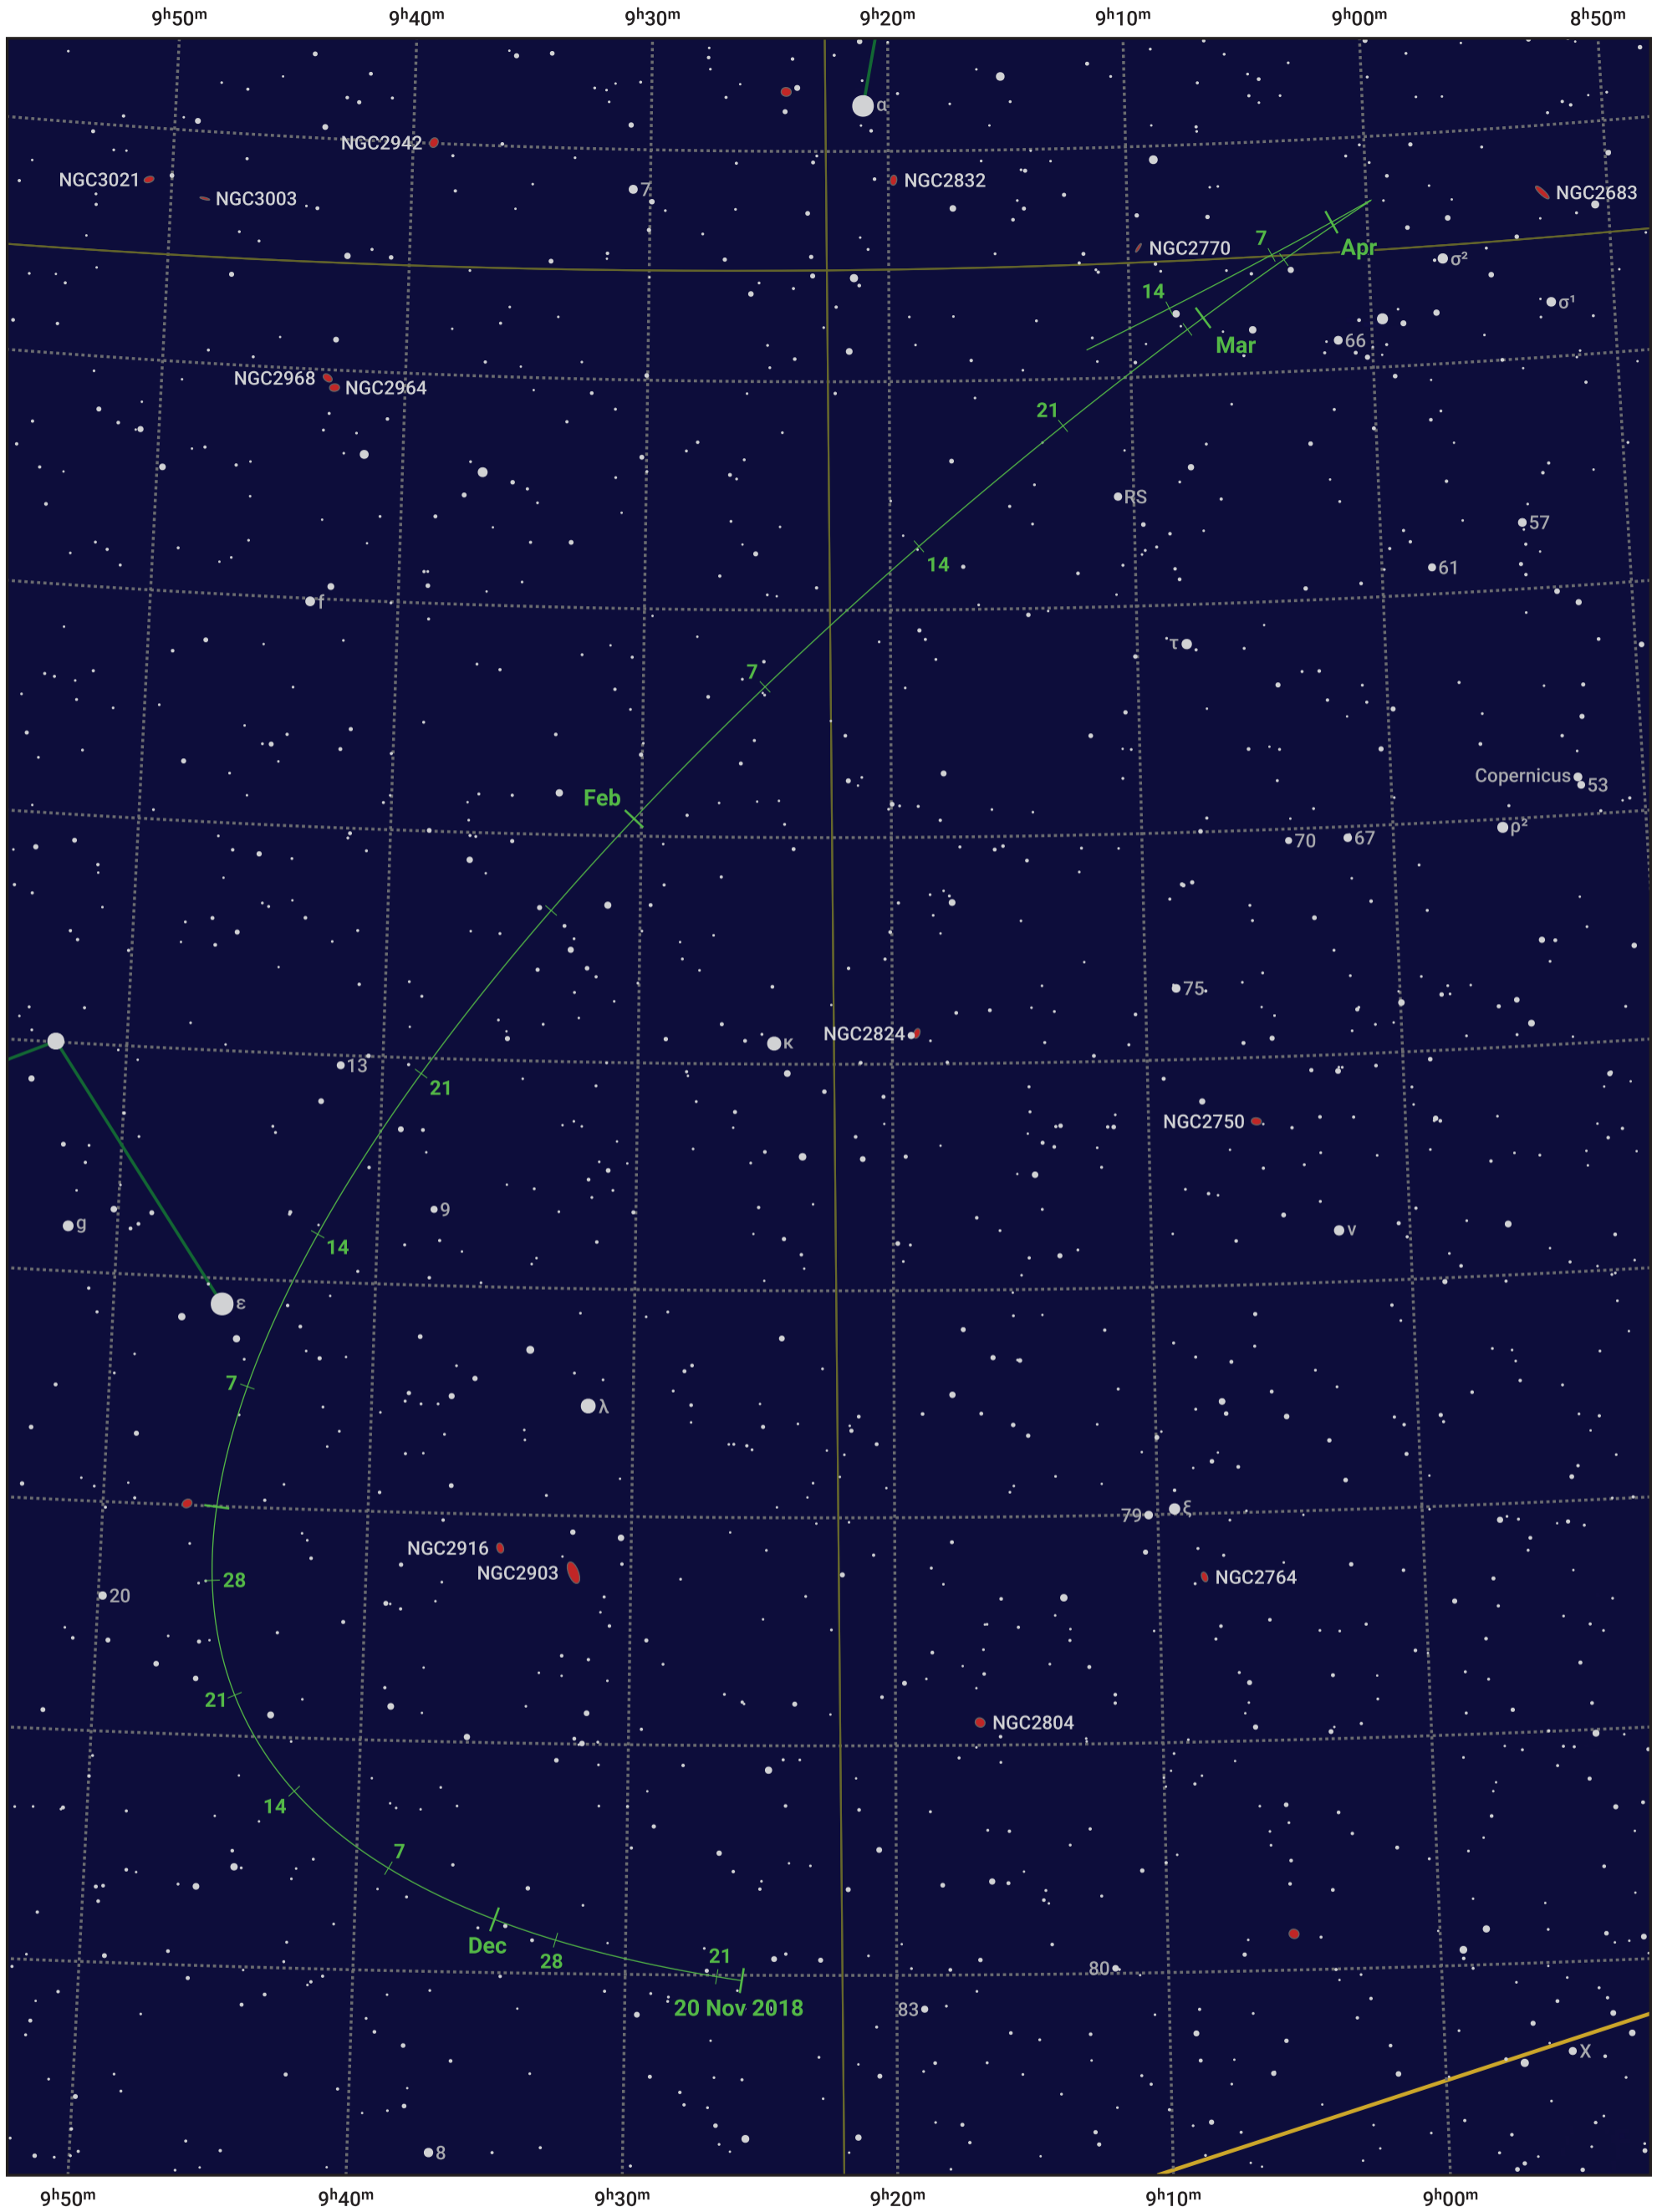 9ʰ50ᵐ 9ʰ40ᵐ 9ʰ30ᵐ 9ʰ20ᵐ 9ʰ10ᵐ 9ʰ00ᵐ 8ʰ50ᵐ
α
NGC2942
NGC3021
NGC3003
7
NGC2832
NGC2683
7
NGC2770
Apr
σ²
14
σ¹
Mar
66
NGC2968
NGC2964
21
RS
57
14
61
f
τ
7
Copernicus
53
Feb
ρ²
70
67
75
NGC2824
κ
13
21
NGC2750
9
g
ν
14
ε
7
λ
79
ξ
NGC2916
NGC2903
NGC2764
28
20
21
NGC2804
14
7
Dec
28
21
80
20 Nov 2018
83
X
8
9ʰ50ᵐ 9ʰ40ᵐ 9ʰ30ᵐ 9ʰ20ᵐ 9ʰ10ᵐ 9ʰ00ᵐ